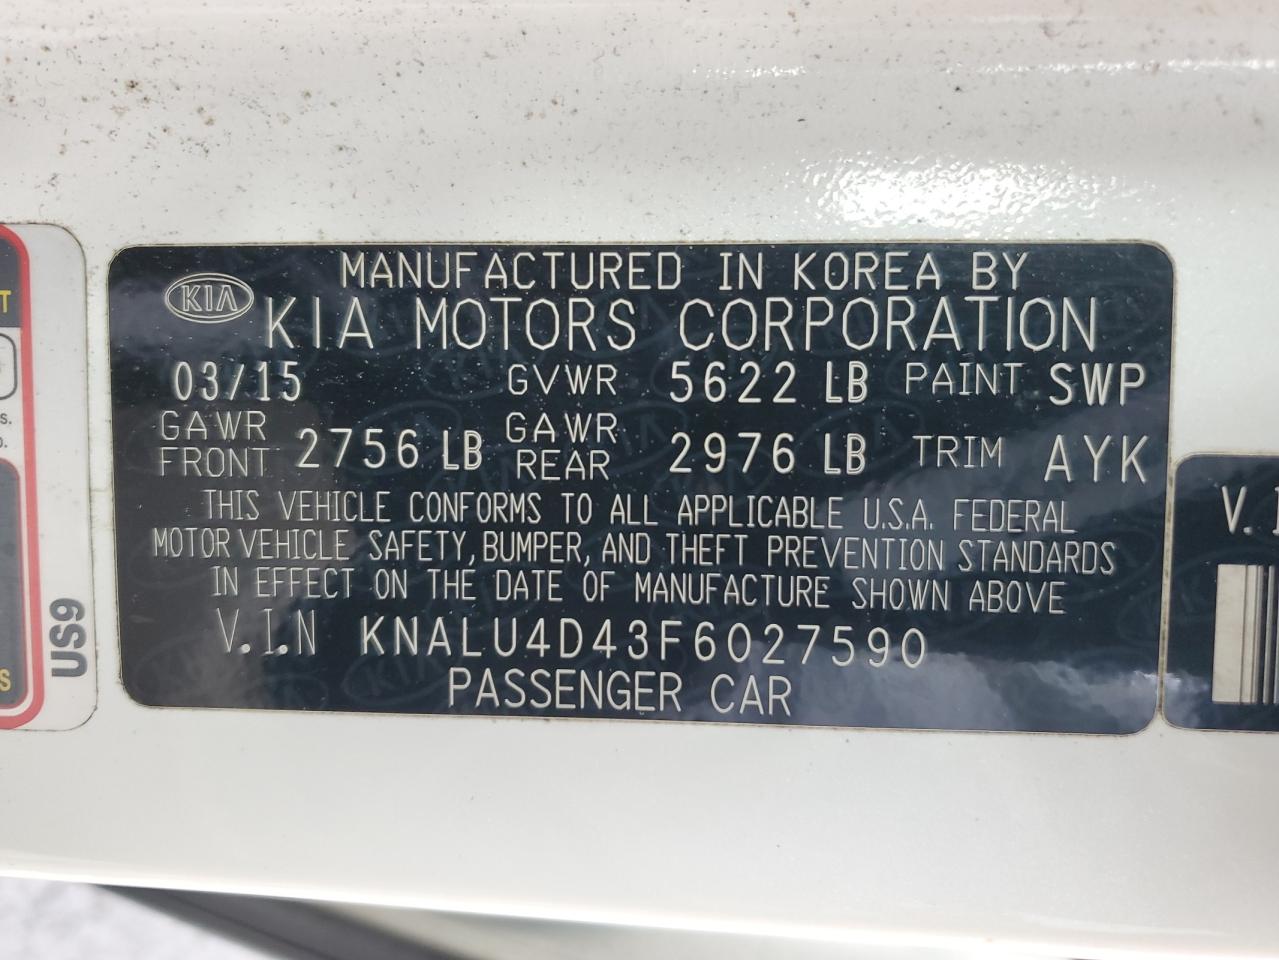 MANUFACTURED IN KOREA BY
KIA KIA MOTORS CORPORATION
03/15 GVWR 5622 LB PAINT SWP
GAWR FRONT 2756 LB GAWR REAR 2976 LB TRIM AYK
THIS VEHICLE CONFORMS TO ALL APPLICABLE U.S.A. FEDERAL
MOTOR VEHICLE SAFETY, BUMPER, AND THEFT PREVENTION STANDARDS
IN EFFECT ON THE DATE OF MANUFACTURE SHOWN ABOVE
V.I.N KNALU4D43F6027590
PASSENGER CAR
US9